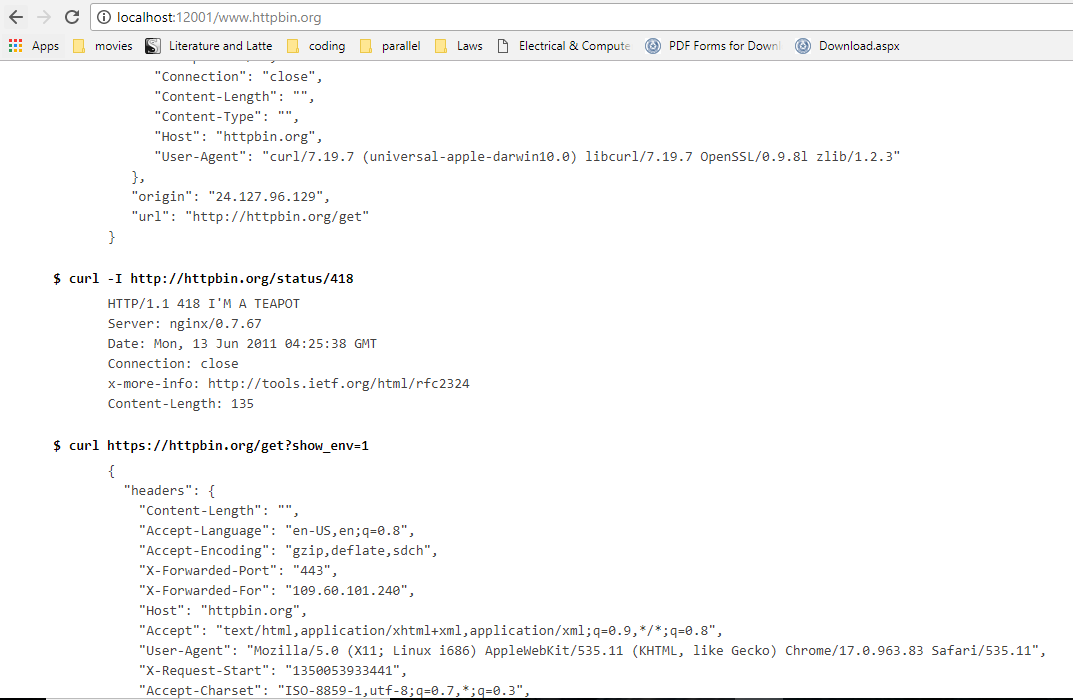 localhost:12001/www.httpbin.org
Apps movies Literature and Latte coding parallel Laws Electrical & Compute PDF Forms for Downl Download.aspx
"Connection": "close",
"Content-Length": "",
"Content-Type": "",
"Host": "httpbin.org",
"User-Agent": "curl/7.19.7 (universal-apple-darwin10.0) libcurl/7.19.7 OpenSSL/0.9.8l zlib/1.2.3"
},
"origin": "24.127.96.129",
"url": "http://httpbin.org/get"
}
$ curl -I http://httpbin.org/status/418
HTTP/1.1 418 I'M A TEAPOT
Server: nginx/0.7.67
Date: Mon, 13 Jun 2011 04:25:38 GMT
Connection: close
x-more-info: http://tools.ietf.org/html/rfc2324
Content-Length: 135
$ curl https://httpbin.org/get?show_env=1
{
"headers": {
"Content-Length": "",
"Accept-Language": "en-US,en;q=0.8",
"Accept-Encoding": "gzip,deflate,sdch",
"X-Forwarded-Port": "443",
"X-Forwarded-For": "109.60.101.240",
"Host": "httpbin.org",
"Accept": "text/html,application/xhtml+xml,application/xml;q=0.9,*/*;q=0.8",
"User-Agent": "Mozilla/5.0 (X11; Linux i686) AppleWebKit/535.11 (KHTML, like Gecko) Chrome/17.0.963.83 Safari/535.11",
"X-Request-Start": "1350053933441",
"Accept-Charset": "ISO-8859-1,utf-8;q=0.7,*;q=0.3",